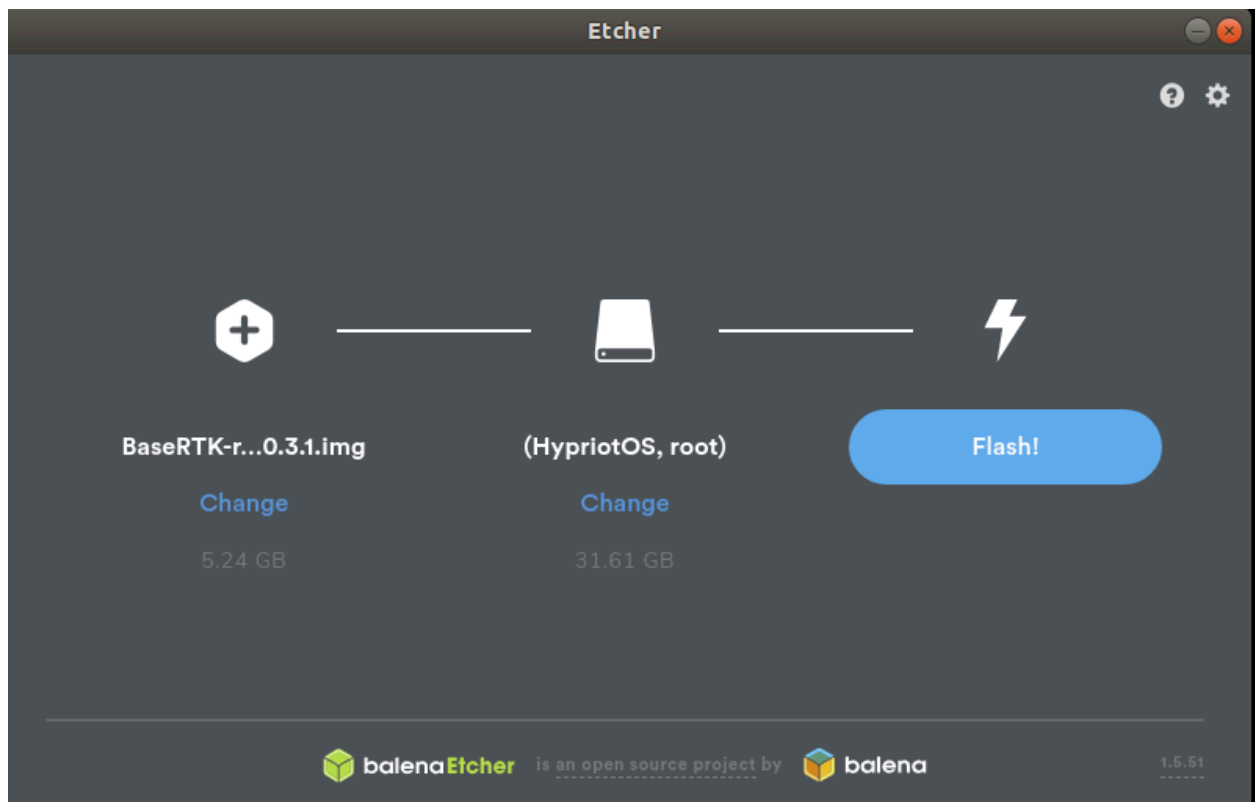 Etcher
BaseRTK-r...0.3.1.img
(HypriotOS, root)
Flash!
Change
Change
5.24 GB
31.61 GB
balenaEtcher is an open source project by balena
1.5.51